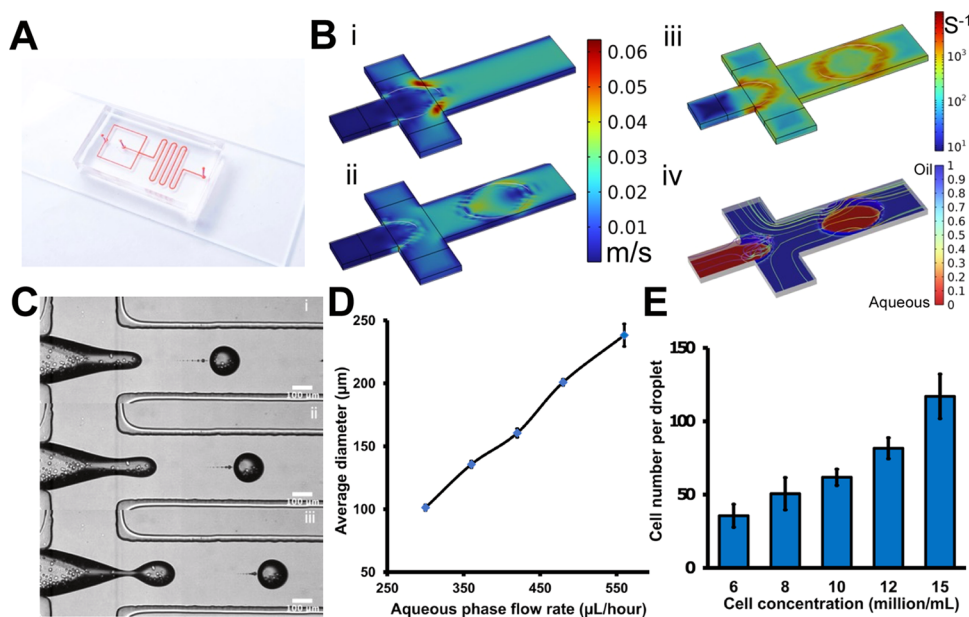 A
B
i
0.06
0.05
0.04
0.03
0.02
0.01
0
m/s
ii
iii
S⁻¹
10³
10²
10¹
iv
Oil
1
0.9
0.8
0.7
0.6
0.5
0.4
0.3
0.2
0.1
0
Aqueous
C
i
100 µm
ii
100 µm
iii
100 µm
D
250
200
150
100
50
250 350 450 550
Average diameter (µm)
Aqueous phase flow rate (µL/hour)
E
150
100
50
0
6 8 10 12 15
Cell number per droplet
Cell concentration (million/mL)